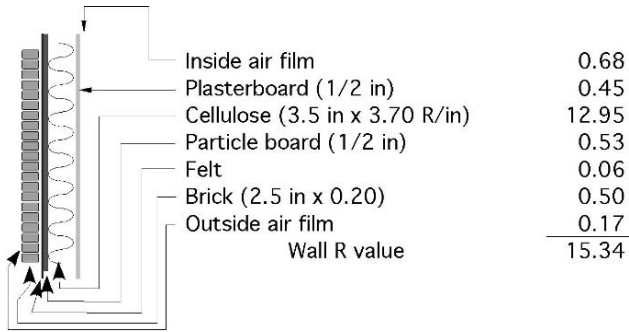 Inside air film 0.68
Plasterboard (1/2 in) 0.45
Cellulose (3.5 in x 3.70 R/in) 12.95
Particle board (1/2 in) 0.53
Felt 0.06
Brick (2.5 in x 0.20) 0.50
Outside air film 0.17
Wall R value 15.34